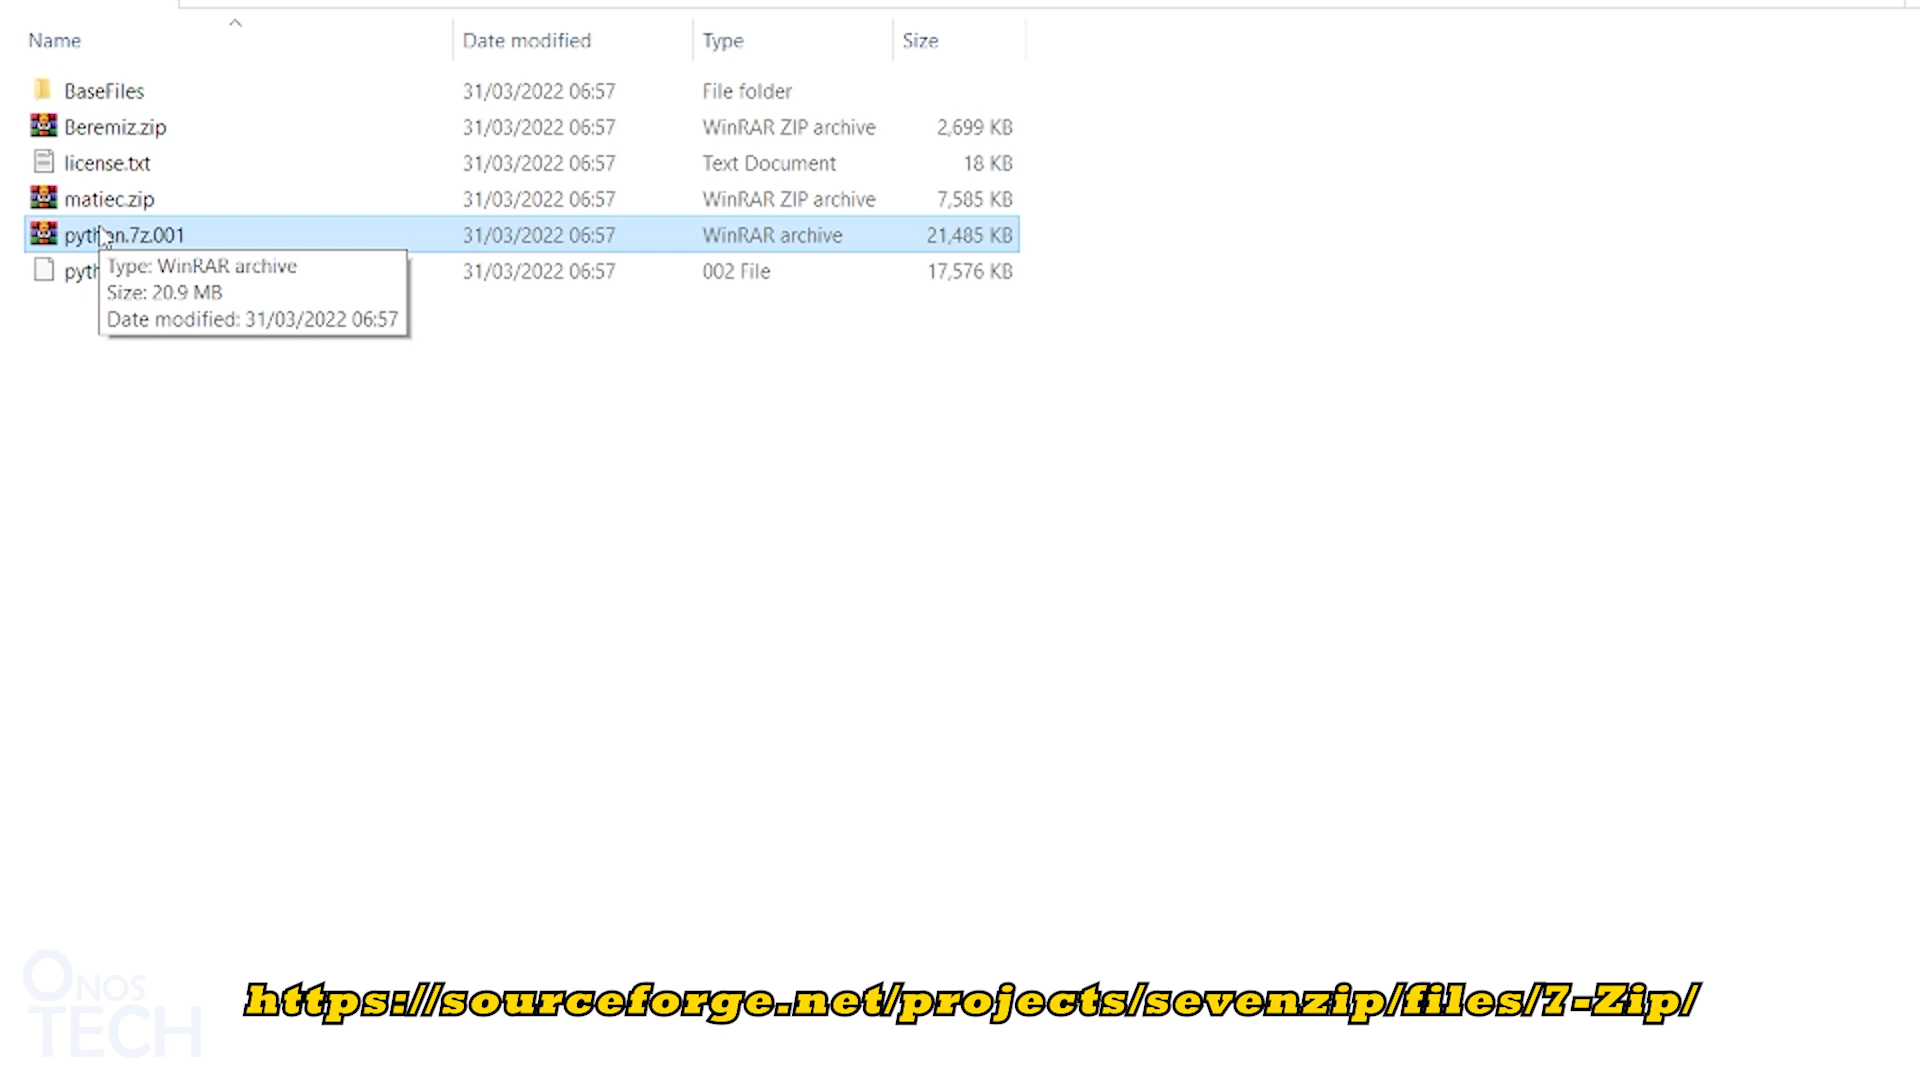 Name Date modified Type Size
BaseFiles 31/03/2022 06:57 File folder
Beremiz.zip 31/03/2022 06:57 WinRAR ZIP archive 2,699 KB
license.txt 31/03/2022 06:57 Text Document 18 KB
matiec.zip 31/03/2022 06:57 WinRAR ZIP archive 7,585 KB
python.7z.001 31/03/2022 06:57 WinRAR archive 21,485 KB
pyth 31/03/2022 06:57 002 File 17,576 KB
Type: WinRAR archive
Size: 20.9 MB
Date modified: 31/03/2022 06:57
ONOS
TECH
https://sourceforge.net/projects/sevenzip/files/7-Zip/